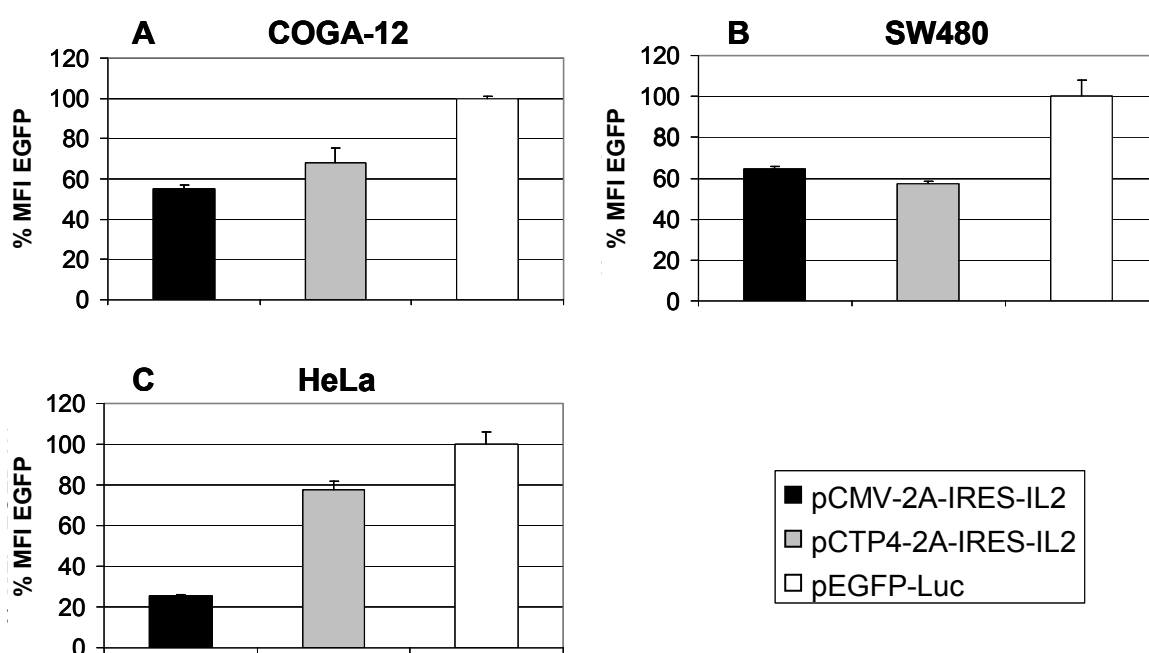 A COGA-12
% MFI EGFP
120
100
80
60
40
20
0
B SW480
% MFI EGFP
120
100
80
60
40
20
0
C HeLa
% MFI EGFP
120
100
80
60
40
20
0
pCMV-2A-IRES-IL2
pCTP4-2A-IRES-IL2
pEGFP-Luc